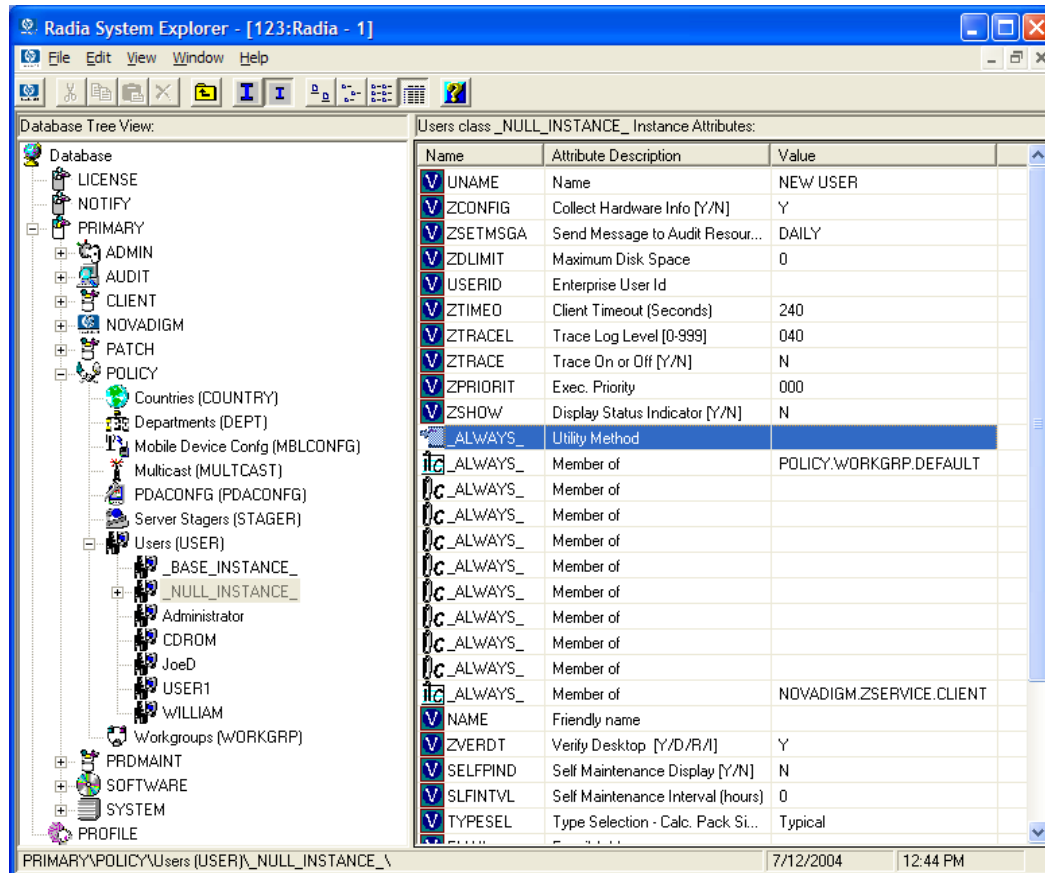 Radia System Explorer - [123:Radia - 1]
File Edit View Window Help
Database Tree View:
Users class _NULL_INSTANCE_ Instance Attributes:
Database
LICENSE
NOTIFY
PRIMARY
ADMIN
AUDIT
CLIENT
NOVADIGM
PATCH
POLICY
Countries (COUNTRY)
Departments (DEPT)
Mobile Device Confg (MBLCONFG)
Multicast (MULTCAST)
PDACONFG (PDACONFG)
Server Stagers (STAGER)
Users (USER)
_BASE_INSTANCE_
_NULL_INSTANCE_
Administrator
CDROM
JoeD
USER1
WILLIAM
Workgroups (WORKGRP)
PRDMAINT
SOFTWARE
SYSTEM
PROFILE
Name Attribute Description Value
UNAME Name NEW USER
ZCONFIG Collect Hardware Info [Y/N] Y
ZSETMSGA Send Message to Audit Resour... DAILY
ZDLIMIT Maximum Disk Space 0
USERID Enterprise User Id
ZTIMEO Client Timeout (Seconds) 240
ZTRACEL Trace Log Level [0-999] 040
ZTRACE Trace On or Off [Y/N] N
ZPRIORIT Exec. Priority 000
ZSHOW Display Status Indicator [Y/N] N
_ALWAYS_ Utility Method
_ALWAYS_ Member of POLICY.WORKGRP.DEFAULT
_ALWAYS_ Member of
_ALWAYS_ Member of
_ALWAYS_ Member of
_ALWAYS_ Member of
_ALWAYS_ Member of
_ALWAYS_ Member of
_ALWAYS_ Member of
_ALWAYS_ Member of
_ALWAYS_ Member of NOVADIGM.ZSERVICE.CLIENT
NAME Friendly name
ZVERDT Verify Desktop [Y/D/R/I] Y
SELFPIND Self Maintenance Display [Y/N] N
SLFINTVL Self Maintenance Interval (hours) 0
TYPESEL Type Selection - Calc. Pack Si... Typical
PRIMARY\POLICY\Users (USER)\_NULL_INSTANCE_\ 7/12/2004 12:44 PM